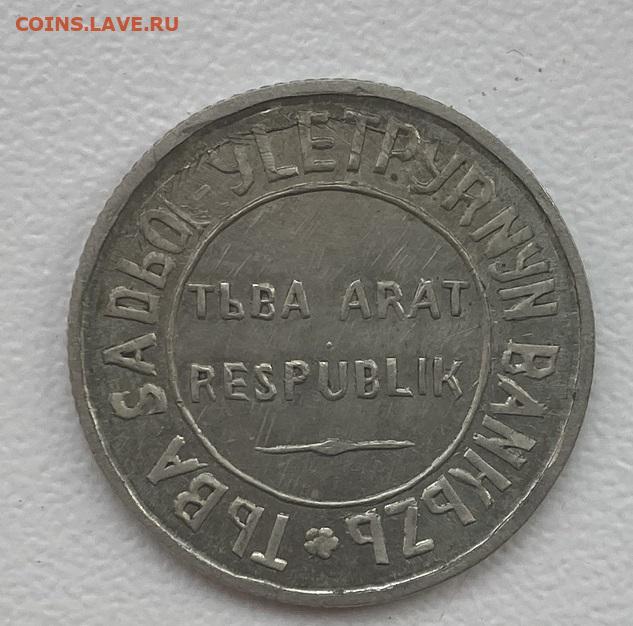 COINS.LAVE.RU
TЬBA SADЬQ-YLETPYRNYN BANKЬZЬ
TЬBA ARAT
RESPUBLIK